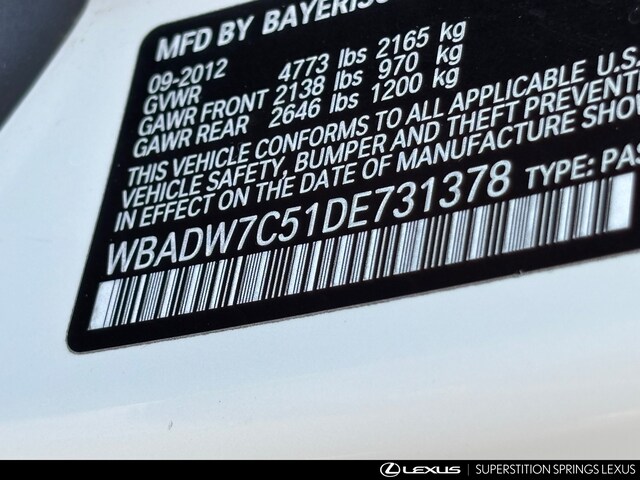 MFD BY BAYERIS
09-2012
GVWR 4773 lbs 2165 kg
GAWR FRONT 2138 lbs 970 kg
GAWR REAR 2646 lbs 1200 kg
THIS VEHICLE CONFORMS TO ALL APPLICABLE U.S.
VEHICLE SAFETY, BUMPER AND THEFT PREVENTI
IN EFFECT ON THE DATE OF MANUFACTURE SHO
WBADW7C51DE731378 TYPE: PAS
LEXUS | SUPERSTITION SPRINGS LEXUS